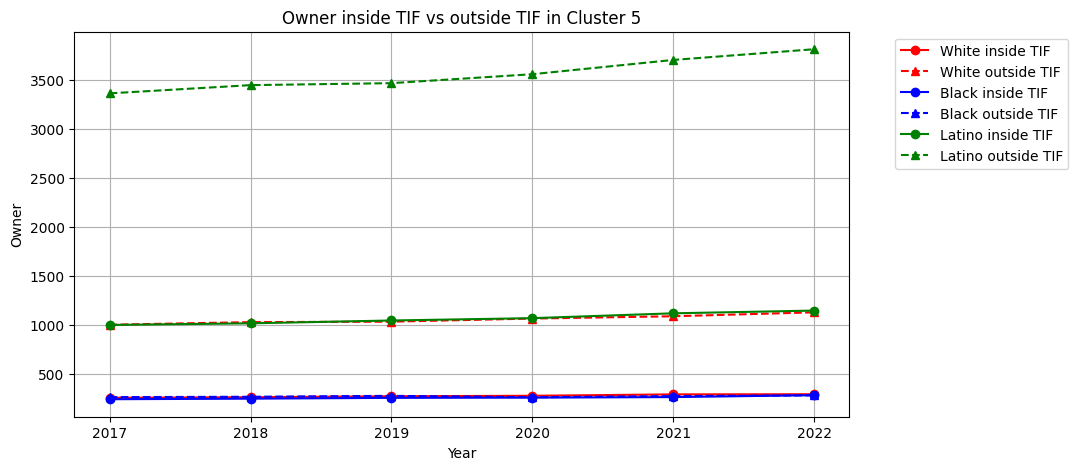 Owner inside TIF vs outside TIF in Cluster 5
3500
3000
2500
2000
1500
1000
500
Owner
2017 2018 2019 2020 2021 2022
Year
White inside TIF
White outside TIF
Black inside TIF
Black outside TIF
Latino inside TIF
Latino outside TIF